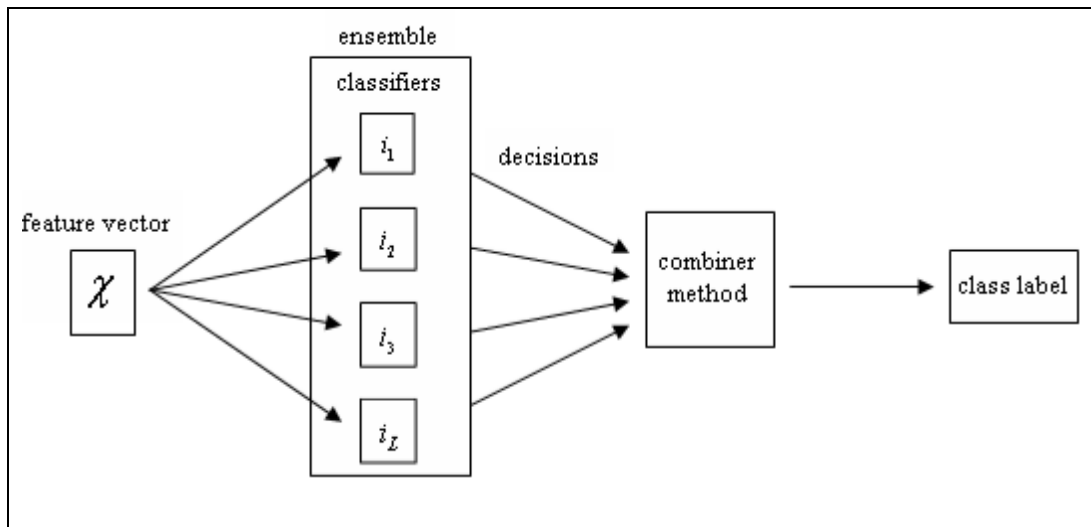 ensemble
classifiers
i1
decisions
feature vector
i2
χ
combiner
method
class label
i3
iL